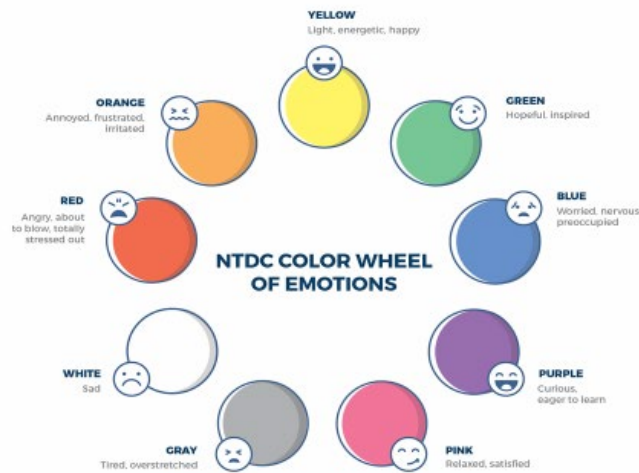 YELLOW
Light, energetic, happy
ORANGE
Annoyed, frustrated,
irritated
GREEN
Hopeful, inspired
RED
Angry, about
to blow, totally
stressed out
BLUE
Worried, nervous
preoccupied
NTDC COLOR WHEEL
OF EMOTIONS
WHITE
Sad
PURPLE
Curious,
eager to learn
GRAY
Tired, overstretched
PINK
Relaxed, satisfied